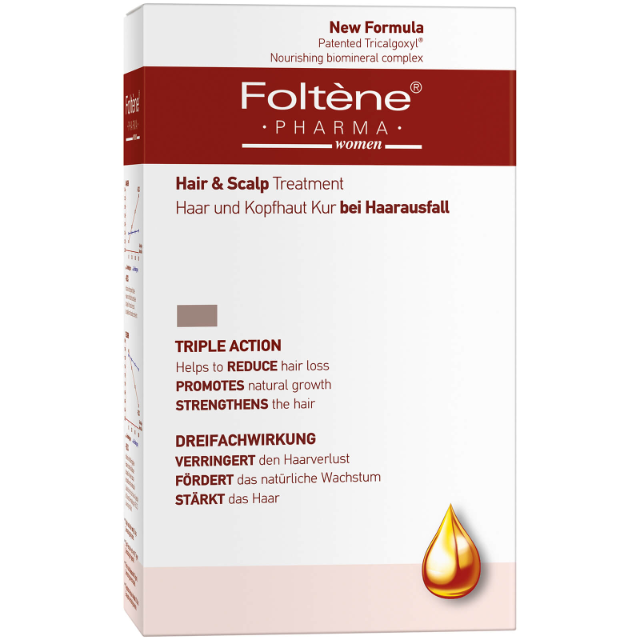 New Formula
Patented Tricalgoxyl®
Nourishing biomineral complex
Foltène®
· PHARMA ·
women
Hair & Scalp Treatment
Haar und Kopfhaut Kur bei Haarausfall
TRIPLE ACTION
Helps to REDUCE hair loss
PROMOTES natural growth
STRENGTHENS the hair
DREIFACHWIRKUNG
VERRINGERT den Haarverlust
FÖRDERT das natürliche Wachstum
STÄRKT das Haar
Foltène®
PHARMA